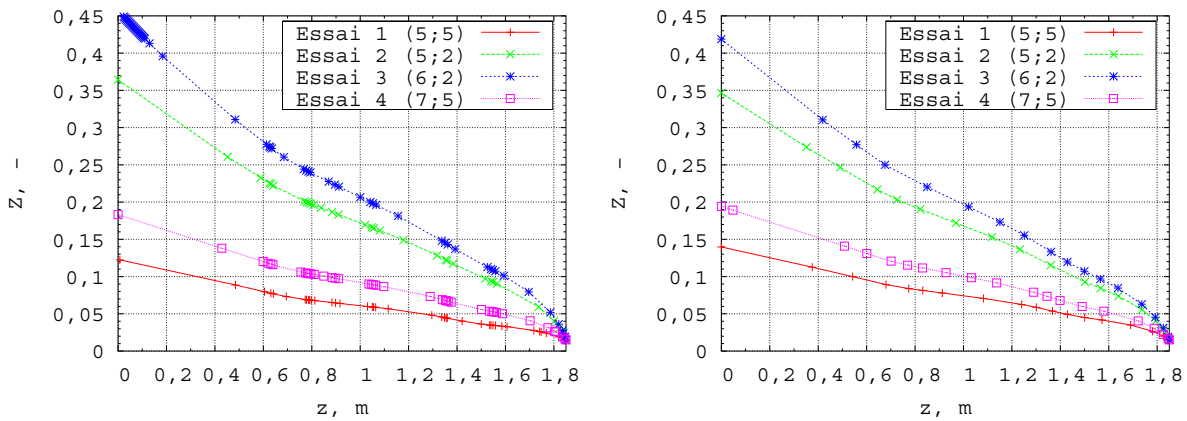 0,45
0,4
0,35
0,3
0,25
0,2
0,15
0,1
0,05
0
Z, -
Essai 1 (5;5)
Essai 2 (5;2)
Essai 3 (6;2)
Essai 4 (7;5)
0 0,2 0,4 0,6 0,8 1 1,2 1,4 1,6 1,8
z, m
0,45
0,4
0,35
0,3
0,25
0,2
0,15
0,1
0,05
0
Z, -
Essai 1 (5;5)
Essai 2 (5;2)
Essai 3 (6;2)
Essai 4 (7;5)
0 0,2 0,4 0,6 0,8 1 1,2 1,4 1,6 1,8
z, m